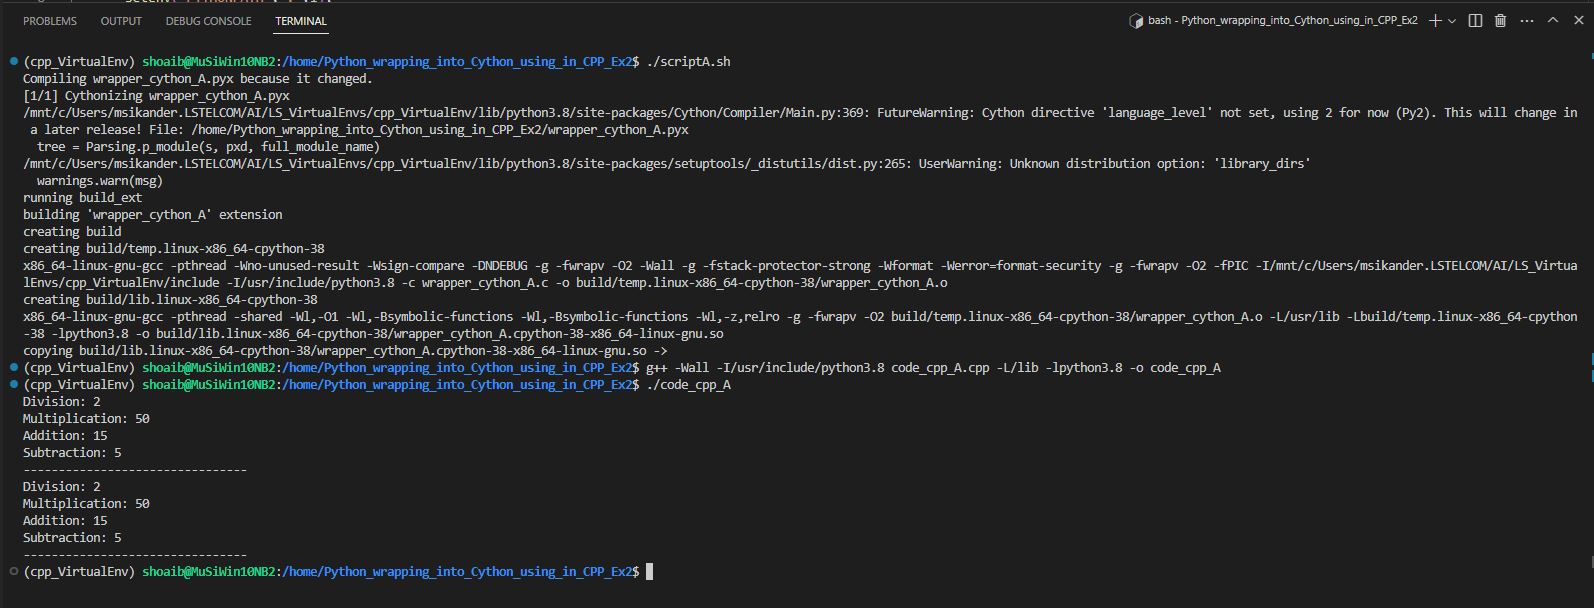 PROBLEMS OUTPUT DEBUG CONSOLE TERMINAL bash - Python_wrapping_into_Cython_using_in_CPP_Ex2
(cpp_VirtualEnv) shoaib@MuSiWin10NB2:/home/Python_wrapping_into_Cython_using_in_CPP_Ex2$ ./scriptA.sh
Compiling wrapper_cython_A.pyx because it changed.
[1/1] Cythonizing wrapper_cython_A.pyx
/mnt/c/Users/msikander.LSTELCOM/AI/LS_VirtualEnvs/cpp_VirtualEnv/lib/python3.8/site-packages/Cython/Compiler/Main.py:369: FutureWarning: Cython directive 'language_level' not set, using 2 for now (Py2). This will change in
a later release! File: /home/Python_wrapping_into_Cython_using_in_CPP_Ex2/wrapper_cython_A.pyx
tree = Parsing.p_module(s, pxd, full_module_name)
/mnt/c/Users/msikander.LSTELCOM/AI/LS_VirtualEnvs/cpp_VirtualEnv/lib/python3.8/site-packages/setuptools/_distutils/dist.py:265: UserWarning: Unknown distribution option: 'library_dirs'
warnings.warn(msg)
running build_ext
building 'wrapper_cython_A' extension
creating build
creating build/temp.linux-x86_64-cpython-38
x86_64-linux-gnu-gcc -pthread -Wno-unused-result -Wsign-compare -DNDEBUG -g -fwrapv -O2 -Wall -g -fstack-protector-strong -Wformat -Werror=format-security -g -fwrapv -O2 -fPIC -I/mnt/c/Users/msikander.LSTELCOM/AI/LS_Virtua
lEnvs/cpp_VirtualEnv/include -I/usr/include/python3.8 -c wrapper_cython_A.c -o build/temp.linux-x86_64-cpython-38/wrapper_cython_A.o
creating build/lib.linux-x86_64-cpython-38
x86_64-linux-gnu-gcc -pthread -shared -Wl,-O1 -Wl,-Bsymbolic-functions -Wl,-Bsymbolic-functions -Wl,-z,relro -g -fwrapv -O2 build/temp.linux-x86_64-cpython-38/wrapper_cython_A.o -L/usr/lib -Lbuild/temp.linux-x86_64-cpython
-38 -lpython3.8 -o build/lib.linux-x86_64-cpython-38/wrapper_cython_A.cpython-38-x86_64-linux-gnu.so
copying build/lib.linux-x86_64-cpython-38/wrapper_cython_A.cpython-38-x86_64-linux-gnu.so ->
(cpp_VirtualEnv) shoaib@MuSiWin10NB2:/home/Python_wrapping_into_Cython_using_in_CPP_Ex2$ g++ -Wall -I/usr/include/python3.8 code_cpp_A.cpp -L/lib -lpython3.8 -o code_cpp_A
(cpp_VirtualEnv) shoaib@MuSiWin10NB2:/home/Python_wrapping_into_Cython_using_in_CPP_Ex2$ ./code_cpp_A
Division: 2
Multiplication: 50
Addition: 15
Subtraction: 5
--------------------------------
Division: 2
Multiplication: 50
Addition: 15
Subtraction: 5
--------------------------------
(cpp_VirtualEnv) shoaib@MuSiWin10NB2:/home/Python_wrapping_into_Cython_using_in_CPP_Ex2$